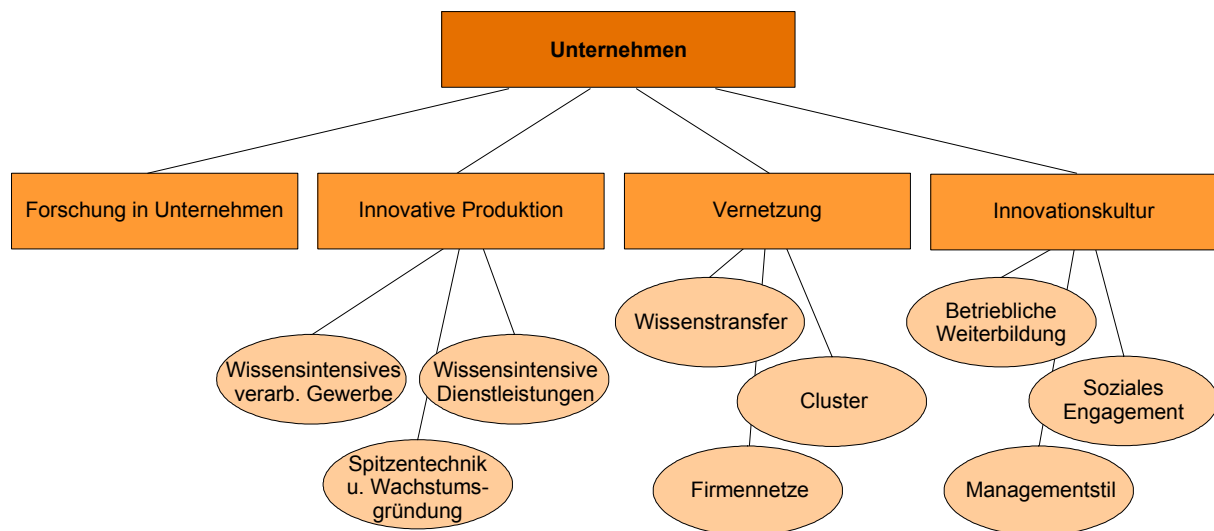 Unternehmen
Forschung in Unternehmen
Innovative Produktion
Vernetzung
Innovationskultur
Wissensintensives
verarb. Gewerbe
Wissensintensive
Dienstleistungen
Spitzentechnik
u. Wachstums-
gründung
Wissenstransfer
Cluster
Firmennetze
Betriebliche
Weiterbildung
Soziales
Engagement
Managementstil